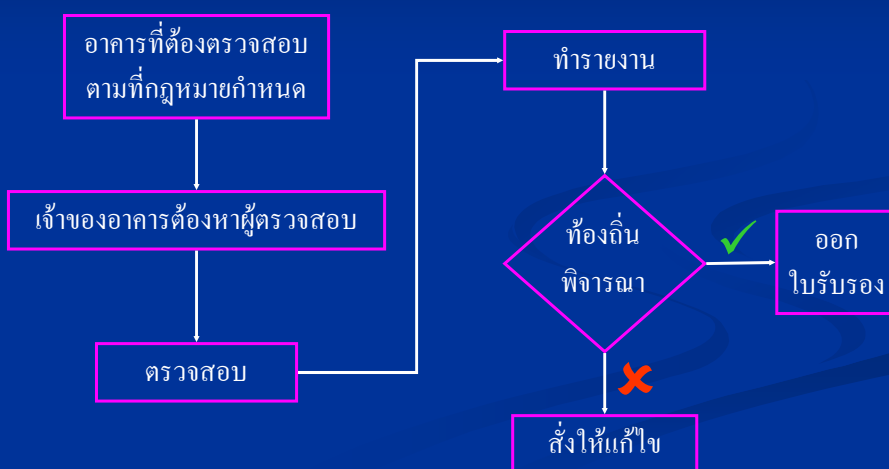 อาคารที่ต้องตรวจสอบ
ตามที่กฎหมายกำหนด
เจ้าของอาคารต้องหาผู้ตรวจสอบ
ตรวจสอบ
ทำรายงาน
ท้องถิ่น
พิจารณา
ออก
ใบรับรอง
สั่งให้แก้ไข